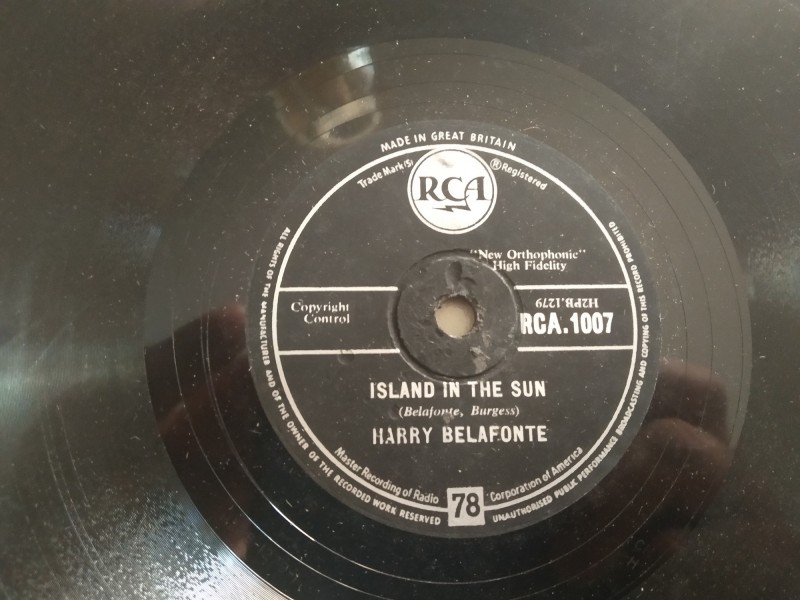 MADE IN GREAT BRITAIN
Trade Mark(s) ® Registered
RCA
"New Orthophonic"
High Fidelity
Copyright
Control
H2PB.1279
RCA.1007
ISLAND IN THE SUN
(Belafonte, Burgess)
HARRY BELAFONTE
Master Recording of Radio Corporation of America
78
ALL RIGHTS OF THE MANUFACTURER AND OF THE OWNER OF THE RECORDED WORK RESERVED
UNAUTHORISED PUBLIC PERFORMANCE BROADCASTING AND COPYING OF THIS RECORD PROHIBITED